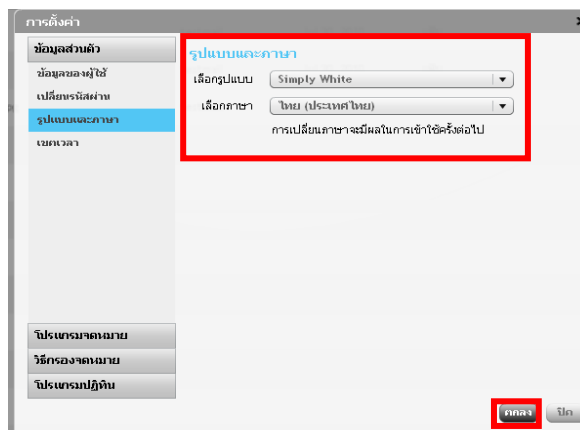 การตั้งค่า
ข้อมูลส่วนตัว
ข้อมูลของผู้ใช้
เปลี่ยนรหัสผ่าน
รูปแบบและภาษา
เขตเวลา
โปรแกรมจดหมาย
วิธีกรองจดหมาย
โปรแกรมปฏิทิน
รูปแบบและภาษา
เลือกรูปแบบ Simply White
เลือกภาษา ไทย (ประเทศไทย)
การเปลี่ยนภาษาจะมีผลในการเข้าใช้ครั้งต่อไป
ตกลง ปิด